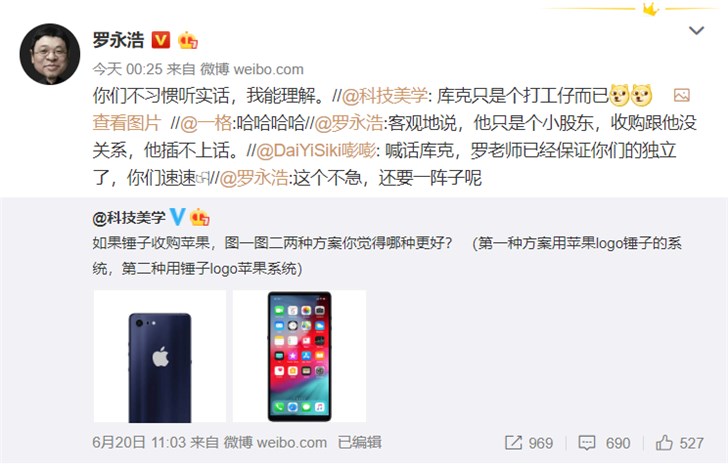 罗永浩
今天 00:25 来自 微博 weibo.com
你们不习惯听实话，我能理解。//@科技美学: 库克只是个打工仔而已
查看图片 //@一格:哈哈哈哈//@罗永浩:客观地说，他只是个小股东，收购跟他没
关系，他插不上话。//@DaiYiSiki嘭嘭: 喊话库克，罗老师已经保证你们的独立
了，你们速速//@罗永浩:这个不急，还要一阵子呢
@科技美学
如果锤子收购苹果，图一图二两种方案你觉得哪种更好？ （第一种方案用苹果logo锤子的系
统，第二种用锤子logo苹果系统）
6月20日 11:03 来自 微博 weibo.com 已编辑
969 690 527